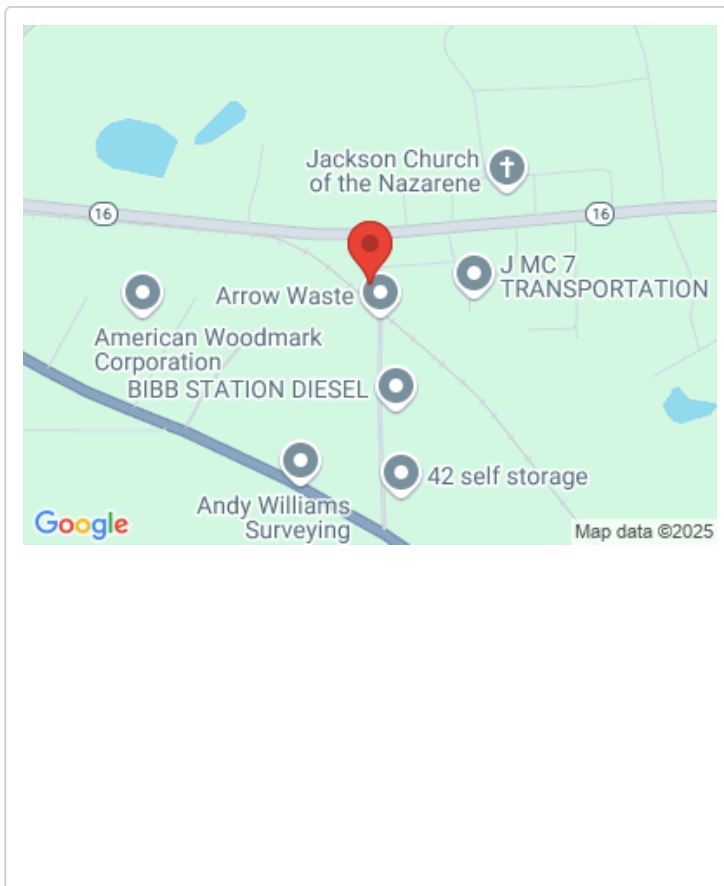 Jackson Church
of the Nazarene
16
16
J MC 7
TRANSPORTATION
Arrow Waste
American Woodmark
Corporation
BIBB STATION DIESEL
42 self storage
Andy Williams
Surveying
Google
Map data ©2025